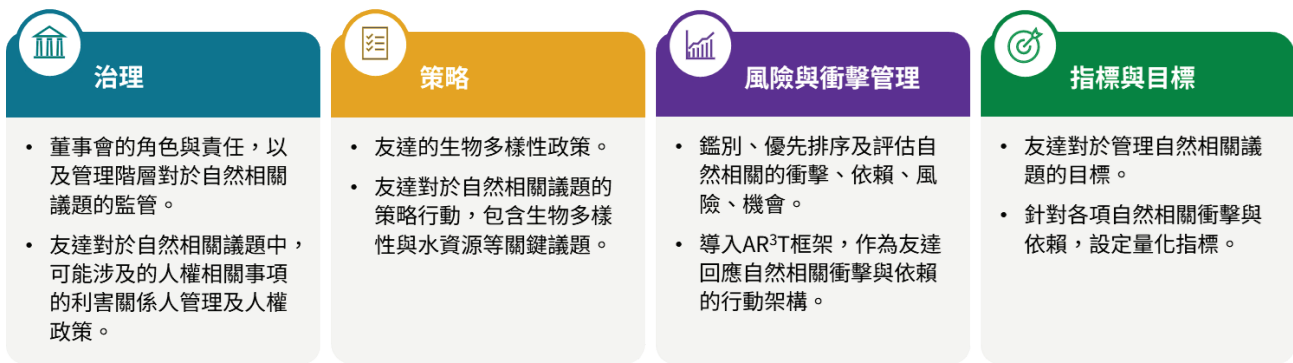 治理
• 董事會的角色與責任，以
及管理階層對於自然相關
議題的監管。
• 友達對於自然相關議題中，
可能涉及的人權相關事項
的利害關係人管理及人權
政策。
策略
• 友達的生物多樣性政策。
• 友達對於自然相關議題的
策略行動，包含生物多樣
性與水資源等關鍵議題。
風險與衝擊管理
• 鑑別、優先排序及評估自
然相關的衝擊、依賴、風
險、機會。
• 導入AR³T框架，作為友達
回應自然相關衝擊與依賴
的行動架構。
指標與目標
• 友達對於管理自然相關議
題的目標。
• 針對各項自然相關衝擊與
依賴，設定量化指標。